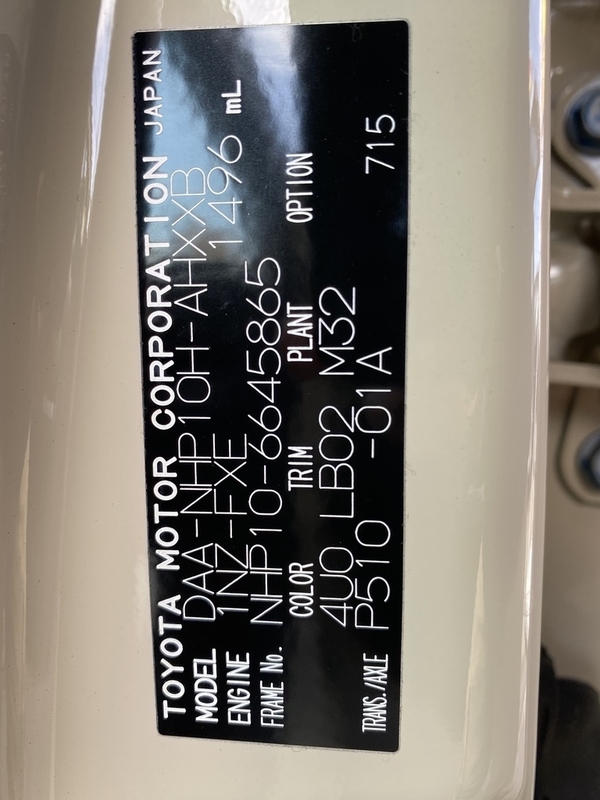 TOYOTA MOTOR CORPORATION JAPAN
MODEL DAA-NHP10H-AHXXB
ENGINE 1NZ-FXE 1496 mL
FRAME No. NHP10-6645865
COLOR TRIM PLANT OPTION
4U0 LB02 M32
TRANS./AXLE P510 -01A 715